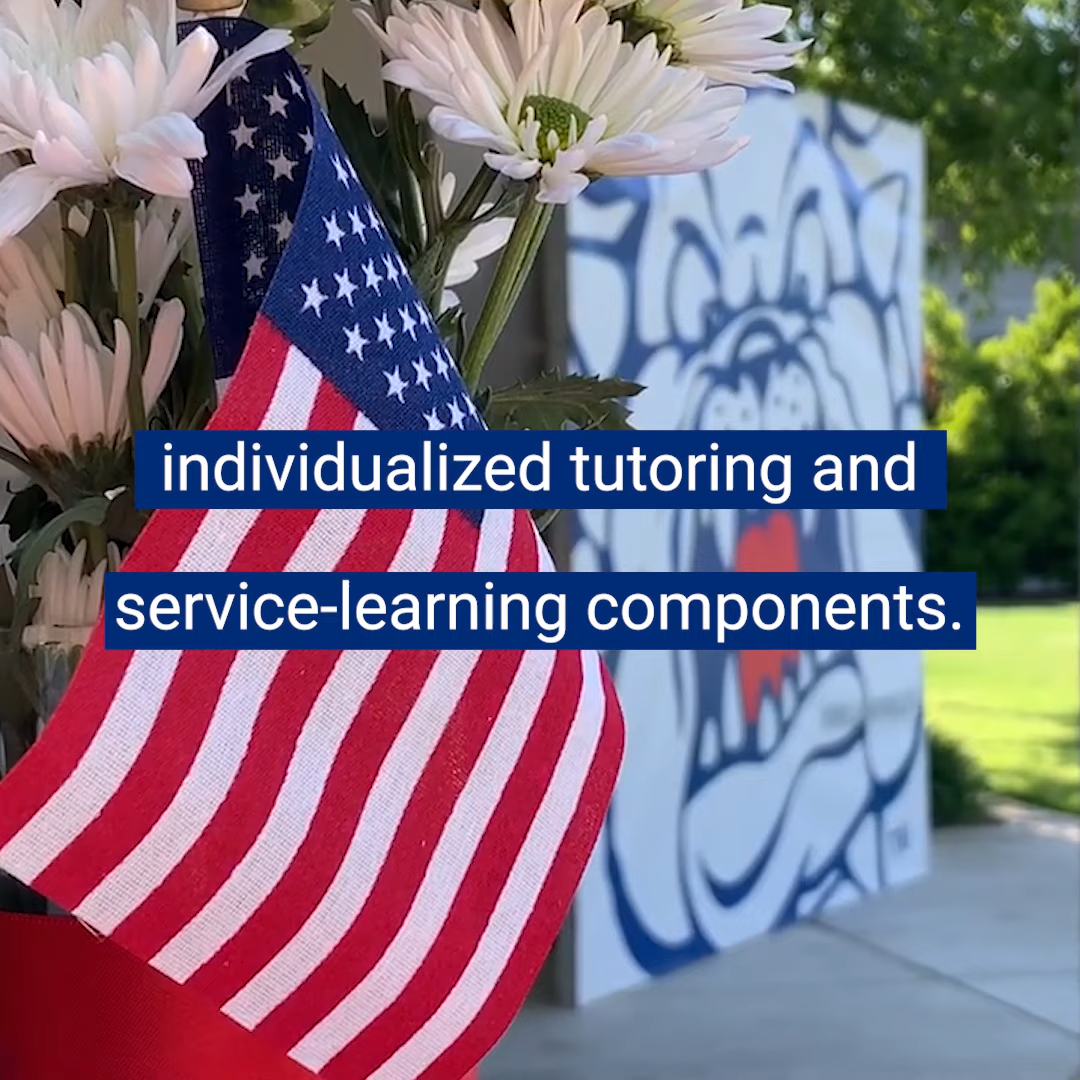 individualized tutoring and
service-learning components.